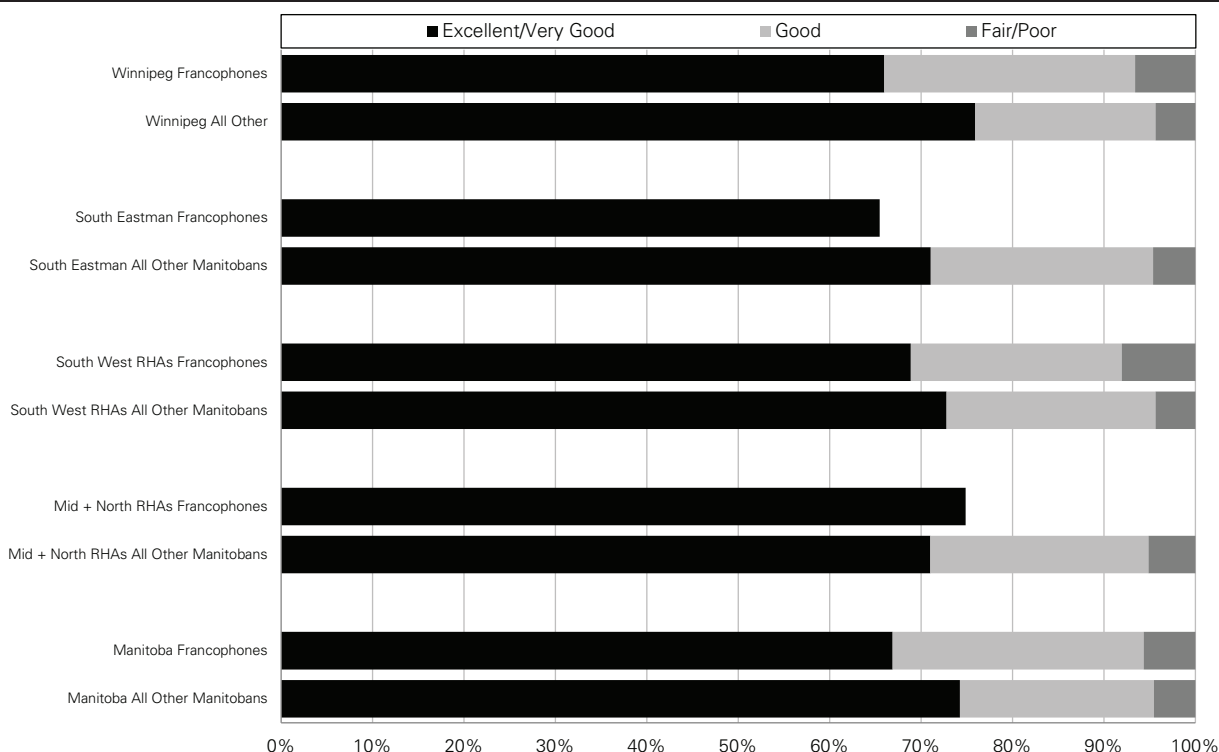 Excellent/Very Good Good Fair/Poor
Winnipeg Francophones
Winnipeg All Other
South Eastman Francophones
South Eastman All Other Manitobans
South West RHAs Francophones
South West RHAs All Other Manitobans
Mid + North RHAs Francophones
Mid + North RHAs All Other Manitobans
Manitoba Francophones
Manitoba All Other Manitobans
0% 10% 20% 30% 40% 50% 60% 70% 80% 90% 100%